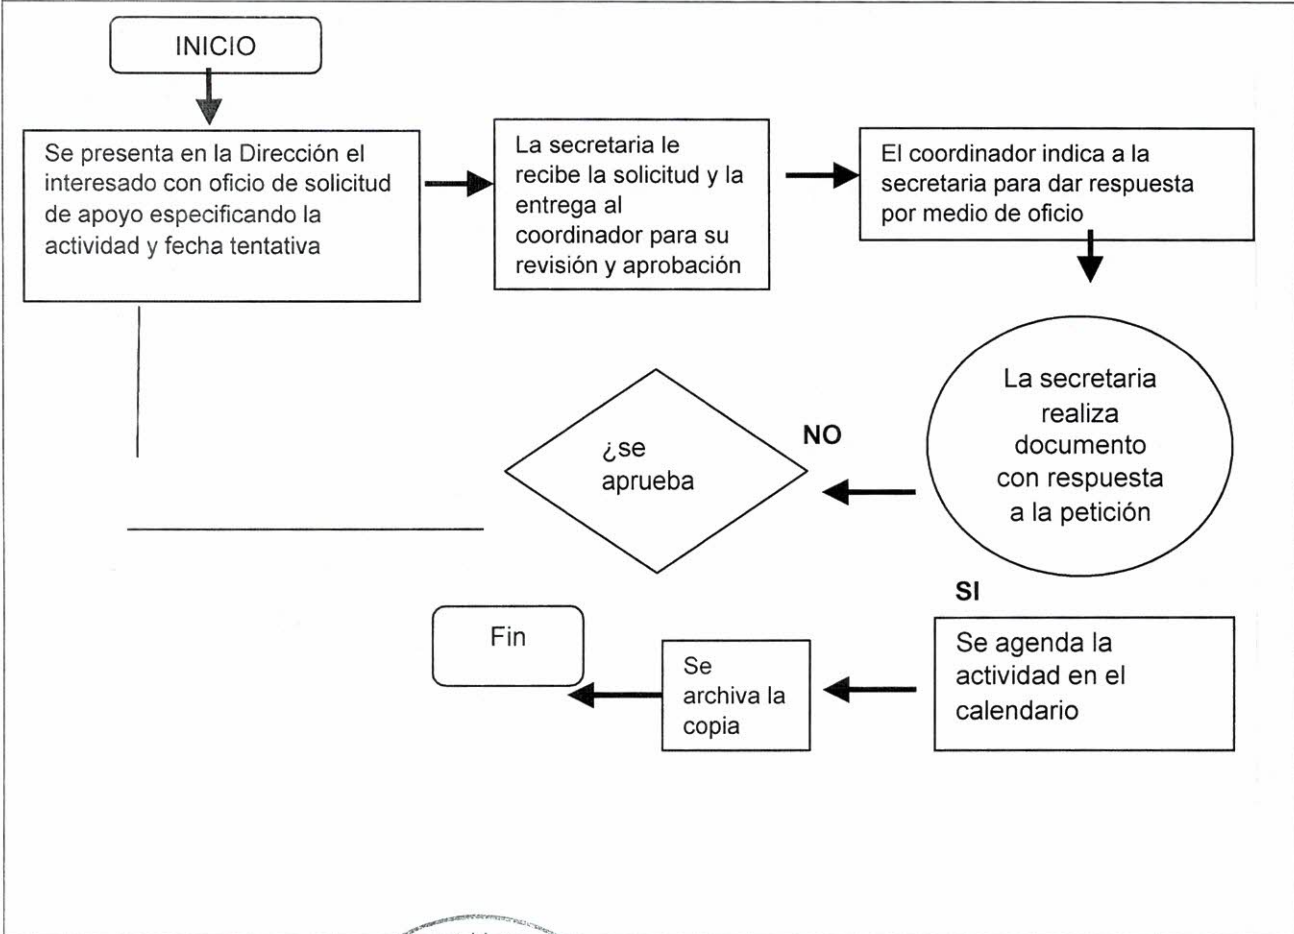 INICIO
Se presenta en la Dirección el
interesado con oficio de solicitud
de apoyo especificando la
actividad y fecha tentativa
La secretaria le
recibe la solicitud y la
entrega al
coordinador para su
revisión y aprobación
El coordinador indica a la
secretaria para dar respuesta
por medio de oficio
La secretaria
realiza
documento
con respuesta
a la petición
NO
¿se
aprueba
SI
Se agenda la
actividad en el
calendario
Se
archiva la
copia
Fin